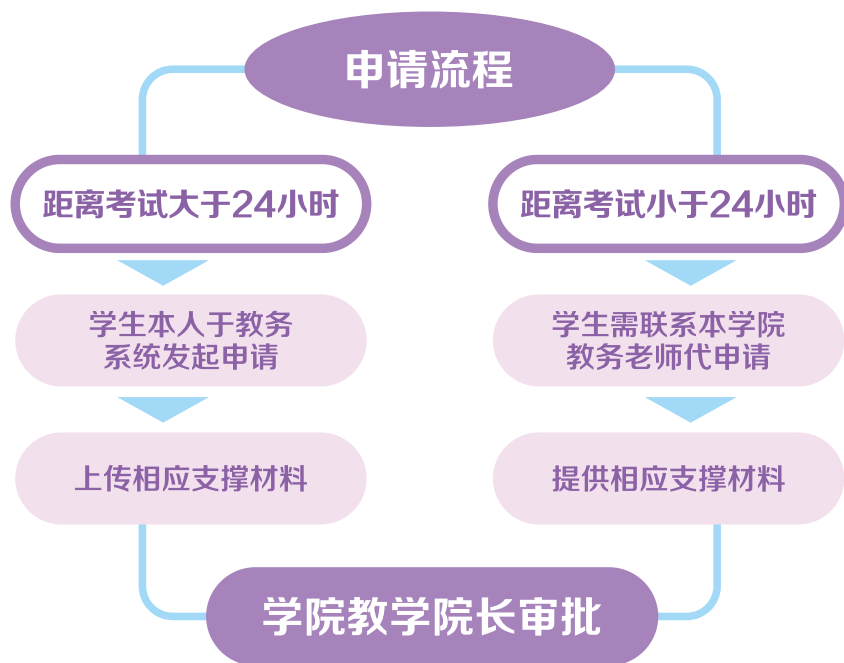 申请流程
距离考试大于24小时
学生本人于教务
系统发起申请
上传相应支撑材料
距离考试小于24小时
学生需联系本学院
教务老师代申请
提供相应支撑材料
学院教学院长审批